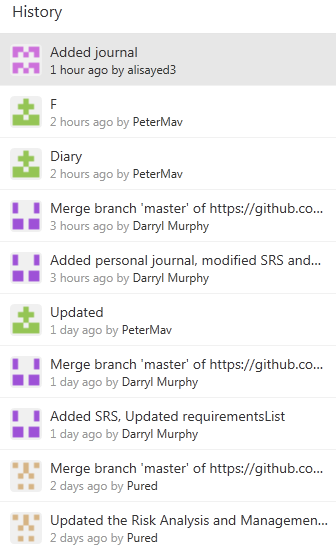 History
Added journal
1 hour ago by alisayed3
F
2 hours ago by PeterMav
Diary
2 hours ago by PeterMav
Merge branch 'master' of https://github.co...
3 hours ago by Darryl Murphy
Added personal journal, modified SRS and...
3 hours ago by Darryl Murphy
Updated
1 day ago by PeterMav
Merge branch 'master' of https://github.co...
1 day ago by Darryl Murphy
Added SRS, Updated requirementsList
1 day ago by Darryl Murphy
Merge branch 'master' of https://github.co...
2 days ago by Pured
Updated the Risk Analysis and Managemen...
2 days ago by Pured